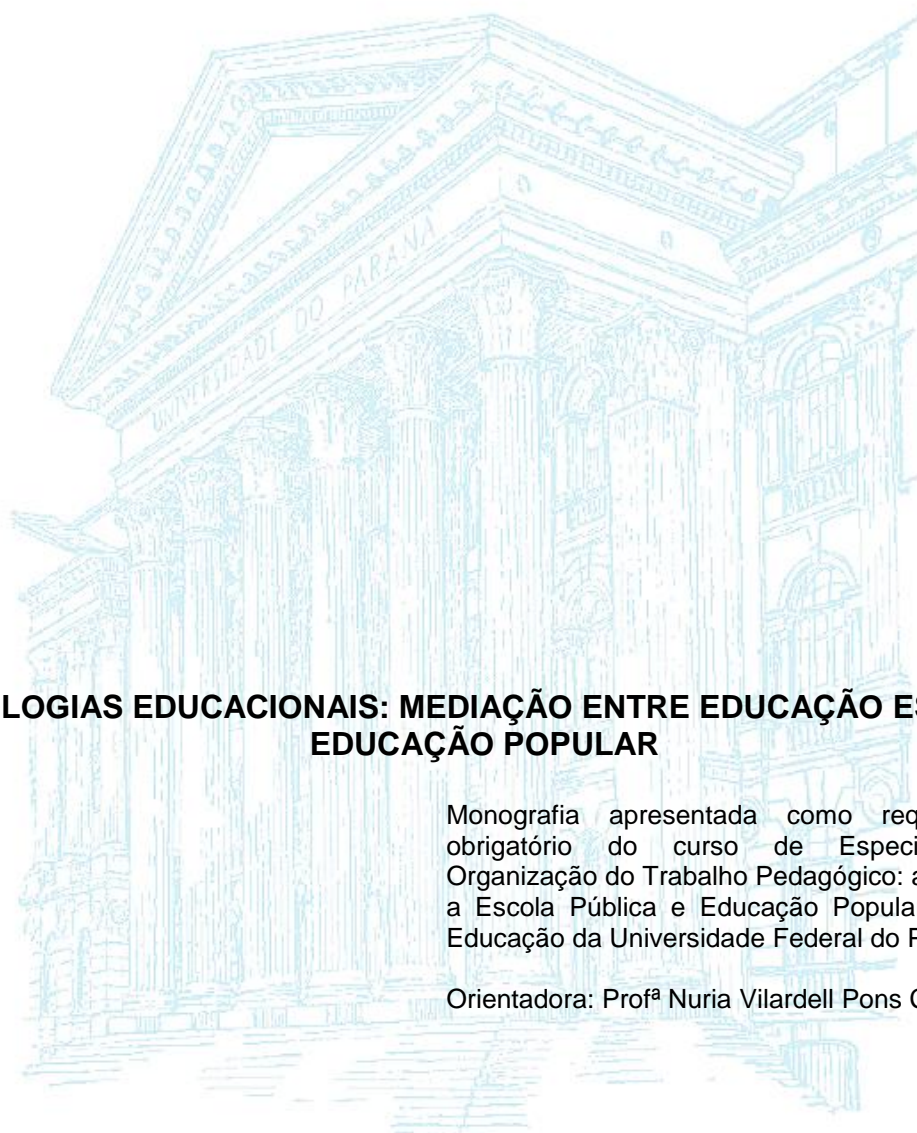 UNIVERSIDADE DO PARANÁ
LOGIAS EDUCACIONAIS: MEDIAÇÃO ENTRE EDUCAÇÃO
EDUCAÇÃO POPULAR
Monografia apresentada como req
obrigatório do curso de Especi
Organização do Trabalho Pedagógico: a
a Escola Pública e Educação Popula
Educação da Universidade Federal do
Orientadora: Profª Nuria Vilardell Pons